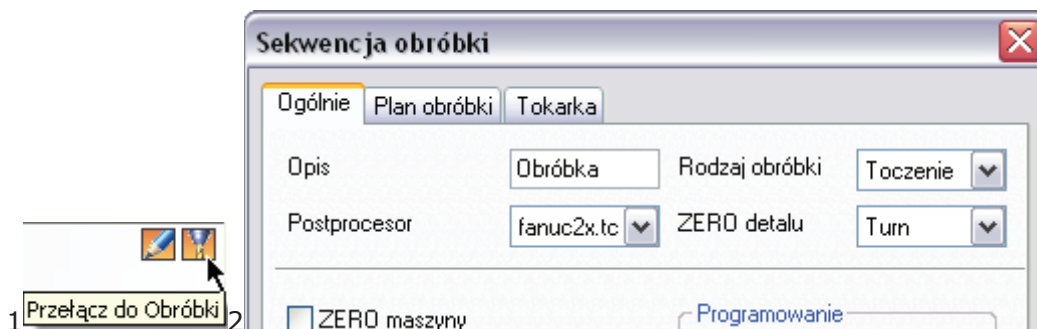 Sekwencja obróbki
Ogólnie Plan obróbki Tokarka
Opis Obróbka Rodzaj obróbki Toczenie
Postprocesor fanuc2x.tc ZERO detalu Turn
1 Przełącz do Obróbki 2
ZERO maszyny Programowanie